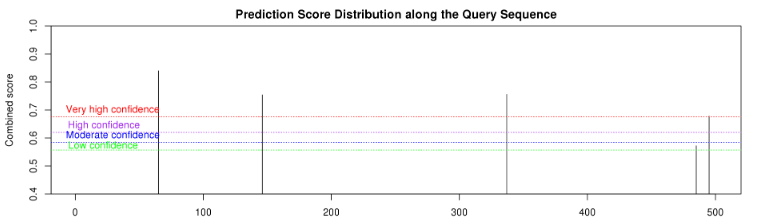 Prediction Score Distribution along the Query Sequence
Combined score
1.0
0.9
0.8
0.7
0.6
0.5
0.4
Very high confidence
High confidence
Moderate confidence
Low confidence
0 100 200 300 400 500